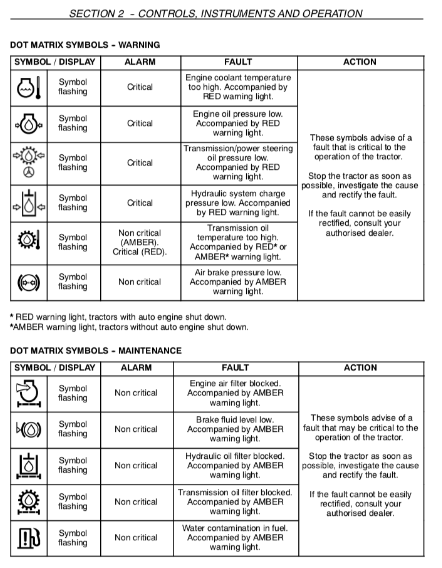 SECTION 2 - CONTROLS, INSTRUMENTS AND OPERATION
DOT MATRIX SYMBOLS - WARNING
SYMBOL / DISPLAY ALARM FAULT ACTION
Symbol
flashing
Critical
Engine coolant temperature
too high. Accompanied by
RED warning light.
Symbol
flashing
Critical
Engine oil pressure low.
Accompanied by RED
warning light.
Symbol
flashing
Critical
Transmission/power steering
oil pressure low.
Accompanied by RED
warning light.
Symbol
flashing
Critical
Hydraulic system charge
pressure low. Accompanied
by RED warning light.
Symbol
flashing
Non critical
(AMBER).
Critical (RED).
Transmission oil
temperature too high.
Accompanied by RED* or
AMBER* warning light.
Symbol
flashing
Non critical
Air brake pressure low.
Accompanied by AMBER
warning light.
These symbols advise of a
fault that is critical to the
operation of the tractor.
Stop the tractor as soon as
possible, investigate the cause
and rectify the fault.
If the fault cannot be easily
rectified, consult your
authorised dealer.
* RED warning light, tractors with auto engine shut down.
*AMBER warning light, tractors without auto engine shut down.
DOT MATRIX SYMBOLS - MAINTENANCE
SYMBOL / DISPLAY ALARM FAULT ACTION
Symbol
flashing
Non critical
Engine air filter blocked.
Accompanied by AMBER
warning light.
Symbol
flashing
Non critical
Brake fluid level low.
Accompanied by AMBER
warning light.
Symbol
flashing
Non critical
Hydraulic oil filter blocked.
Accompanied by AMBER
warning light.
Symbol
flashing
Non critical
Transmission oil filter blocked.
Accompanied by AMBER
warning light.
Symbol
flashing
Non critical
Water contamination in fuel.
Accompanied by AMBER
warning light.
These symbols advise of a
fault that may be critical to the
operation of the tractor.
Stop the tractor as soon as
possible, investigate the cause
and rectify the fault.
If the fault cannot be easily
rectified, consult your
authorised dealer.